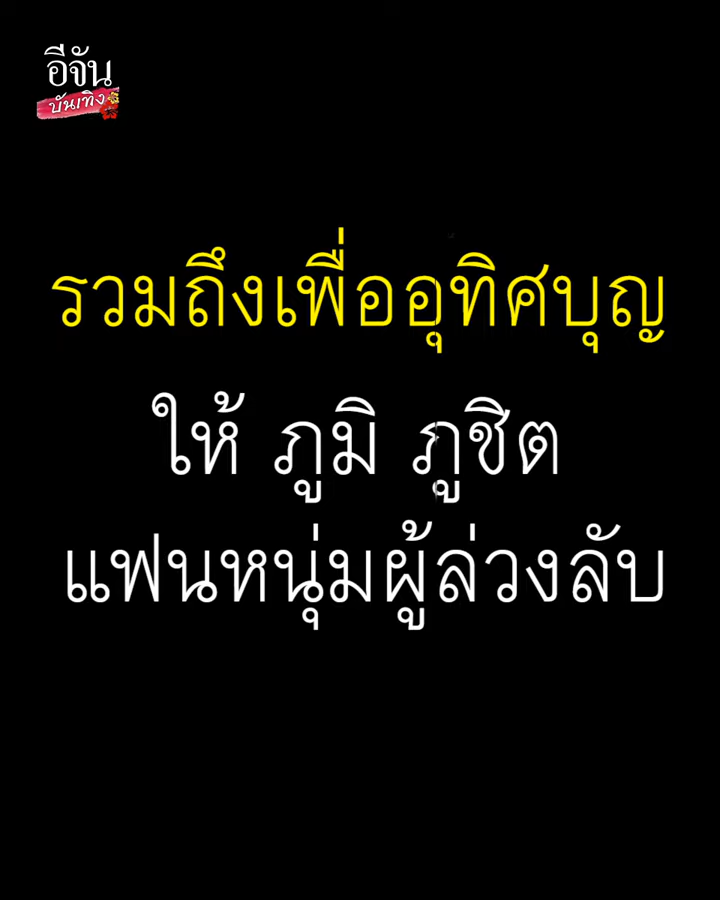 อีจัน
บันเทิง
รวมถึงเพื่ออุทิศบุญ
ให้ ภูมิ ภูชิต
แฟนหนุ่มผู้ล่วงลับ